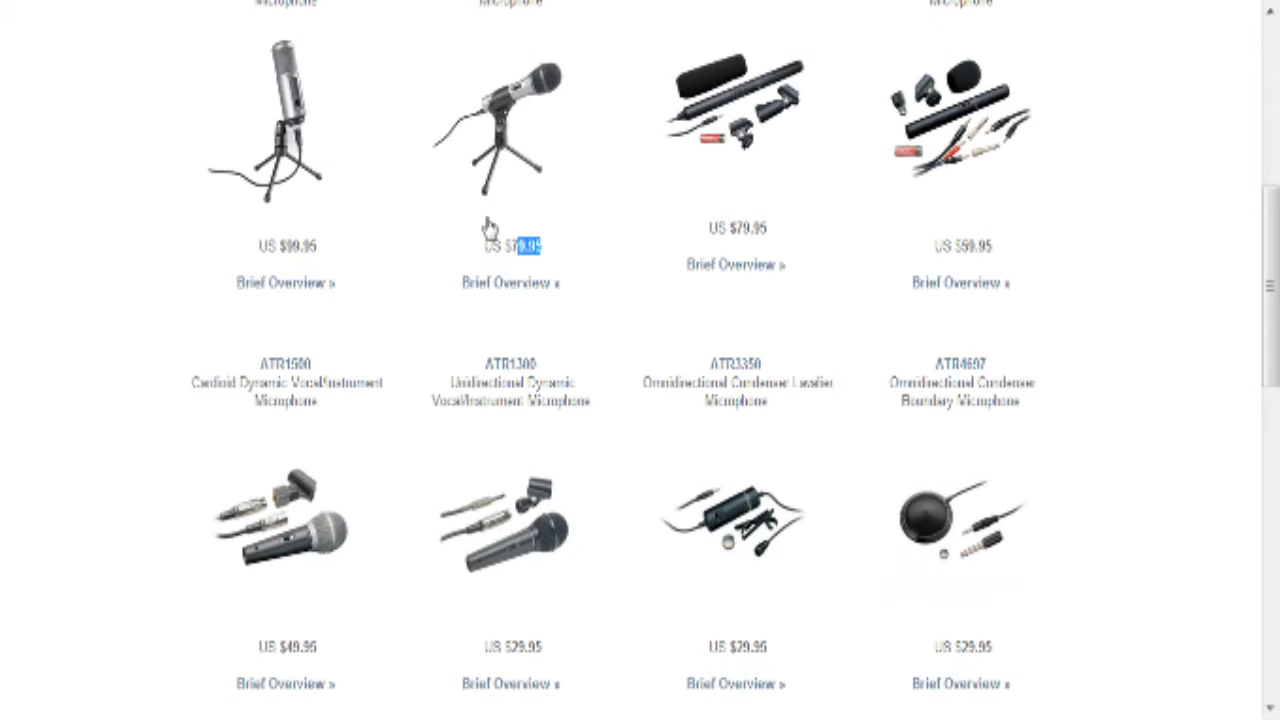 Microphone Microphone Microphone
US $99.95 US $79.95 US $79.95 US $59.95
Brief Overview » Brief Overview » Brief Overview » Brief Overview »
ATR1500 ATR1300 ATR3350 ATR4697
Cardioid Dynamic Vocal/Instrument Unidirectional Dynamic Omnidirectional Condenser Lavalier Omnidirectional Condenser
Microphone Vocal/Instrument Microphone Microphone Boundary Microphone
US $49.95 US $29.95 US $29.95 US $29.95
Brief Overview » Brief Overview » Brief Overview » Brief Overview »